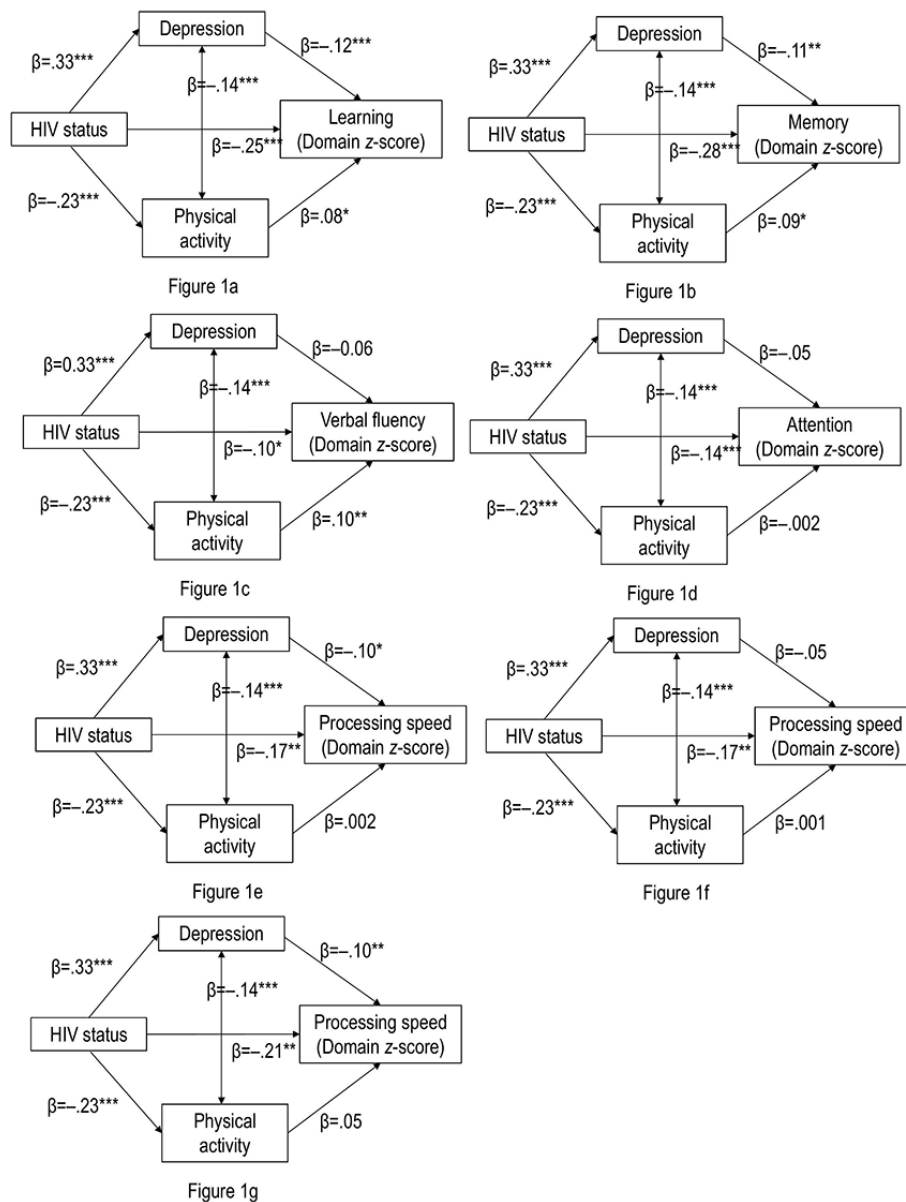 Depression
β=.33***
β=–.12***
β=–.14***
HIV status
Learning
(Domain z-score)
β=–.25***
β=–.23***
Physical
activity
β=.08*
Figure 1a
Depression
β=.33***
β=–.11**
β=–.14***
HIV status
Memory
(Domain z-score)
β=–.28***
β=–.23***
Physical
activity
β=.09*
Figure 1b
Depression
β=0.33***
β=–0.06
β=–.14***
HIV status
Verbal fluency
(Domain z-score)
β=–.10*
β=–.23***
Physical
activity
β=.10**
Figure 1c
Depression
β=.33***
β=–.05
β=–.14***
HIV status
Attention
(Domain z-score)
β=–.14***
β=–.23***
Physical
activity
β=–.002
Figure 1d
Depression
β=.33***
β=–.10*
β=–.14***
HIV status
Processing speed
(Domain z-score)
β=–.17**
β=–.23***
Physical
activity
β=.002
Figure 1e
Depression
β=.33***
β=–.05
β=–.14***
HIV status
Processing speed
(Domain z-score)
β=–.17**
β=–.23***
Physical
activity
β=.001
Figure 1f
Depression
β=.33***
β=–.10**
β=–.14***
HIV status
Processing speed
(Domain z-score)
β=–.21**
β=–.23***
Physical
activity
β=.05
Figure 1g